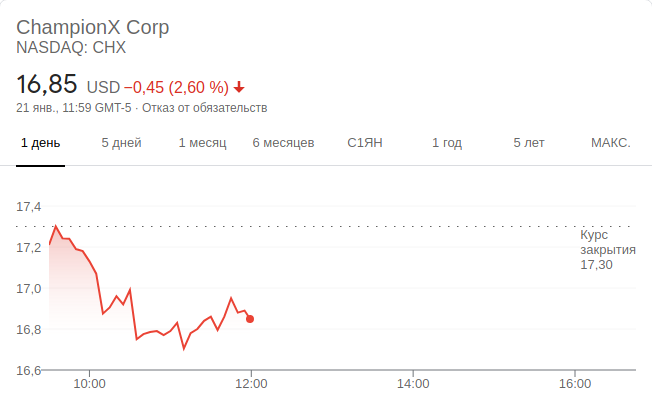 ChampionX Corp
NASDAQ: CHX
16,85 USD −0,45 (2,60 %)
21 янв., 11:59 GMT-5 · Отказ от обязательств
1 день 5 дней 1 месяц 6 месяцев С1ЯН 1 год 5 лет МАКС.
17,4
Курс
закрытия
17,30
17,2
17,0
16,8
16,6
10:00 12:00 14:00 16:00